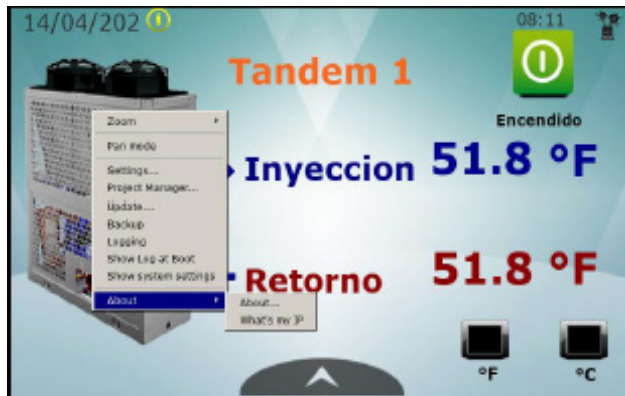 14/04/202
08:11
Tandem 1
Encendido
Zoom
Pan mode
Settings...
Project Manager...
Update...
Backup
Logging
Show Log at Boot
Show system settings
About
About...
What's my IP
Inyeccion 51.8 °F
Retorno 51.8 °F
°F °C